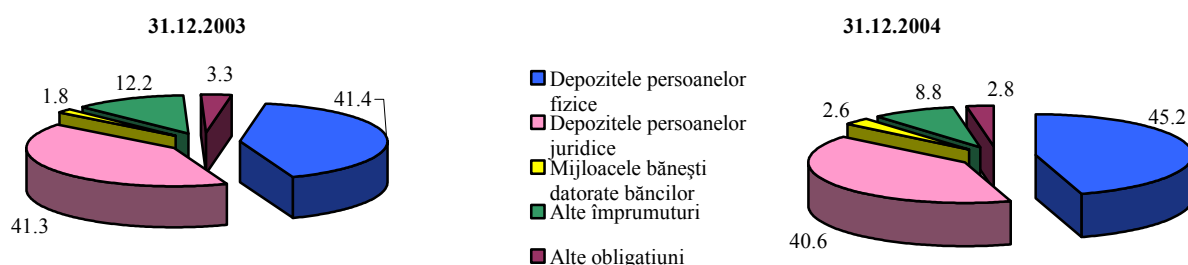 31.12.2003
31.12.2004
3.3
12.2
1.8
41.4
41.3
Depozitele persoanelor
fizice
Depozitele persoanelor
juridice
Mijloacele băneşti
datorate băncilor
Alte împrumuturi
Alte obligaţiuni
2.8
8.8
2.6
45.2
40.6